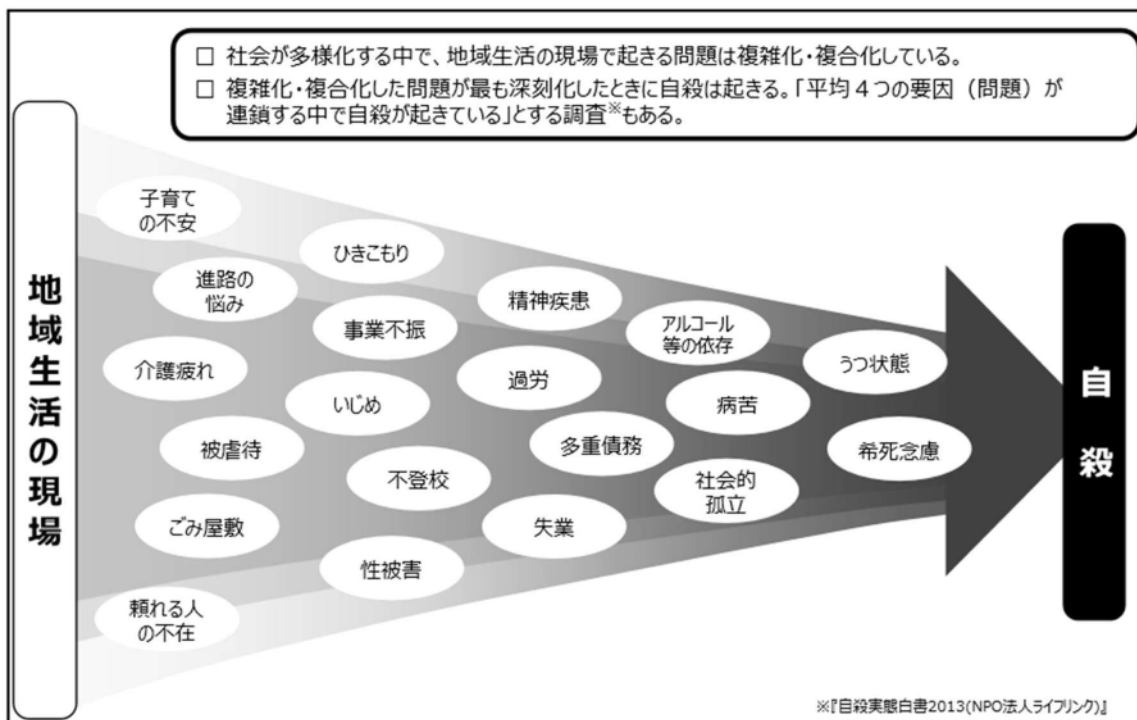 □ 社会が多様化する中で、地域生活の現場で起きる問題は複雑化・複合化している。
□ 複雑化・複合化した問題が最も深刻化したときに自殺は起きる。「平均４つの要因（問題）が
連鎖する中で自殺が起きている」とする調査※もある。
地域生活の現場
子育て
の不安
進路の
悩み
介護疲れ
被虐待
ごみ屋敷
頼れる人
の不在
ひきこもり
事業不振
いじめ
不登校
性被害
精神疾患
過労
多重債務
失業
アルコール
等の依存
病苦
社会的
孤立
うつ状態
希死念慮
自殺
※『自殺実態白書2013(NPO法人ライフリンク)』